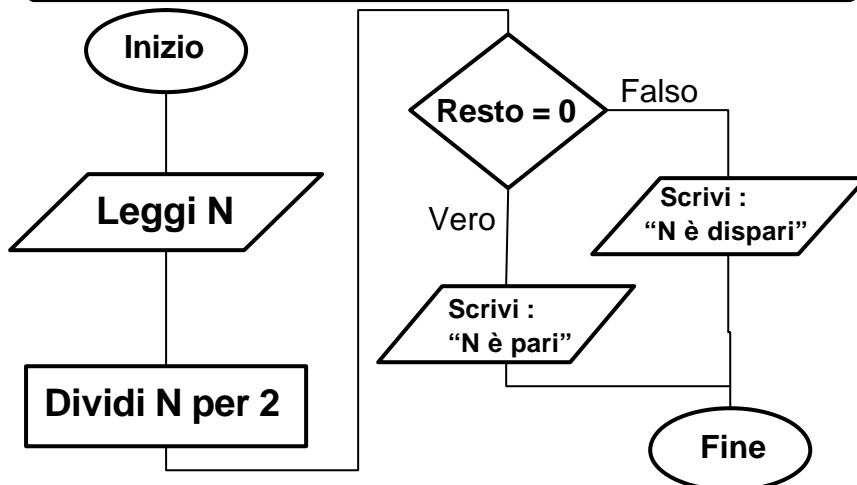 Inizio
Leggi N
Dividi N per 2
Resto = 0
Falso
Vero
Scrivi :
“N è dispari”
Scrivi :
“N è pari”
Fine